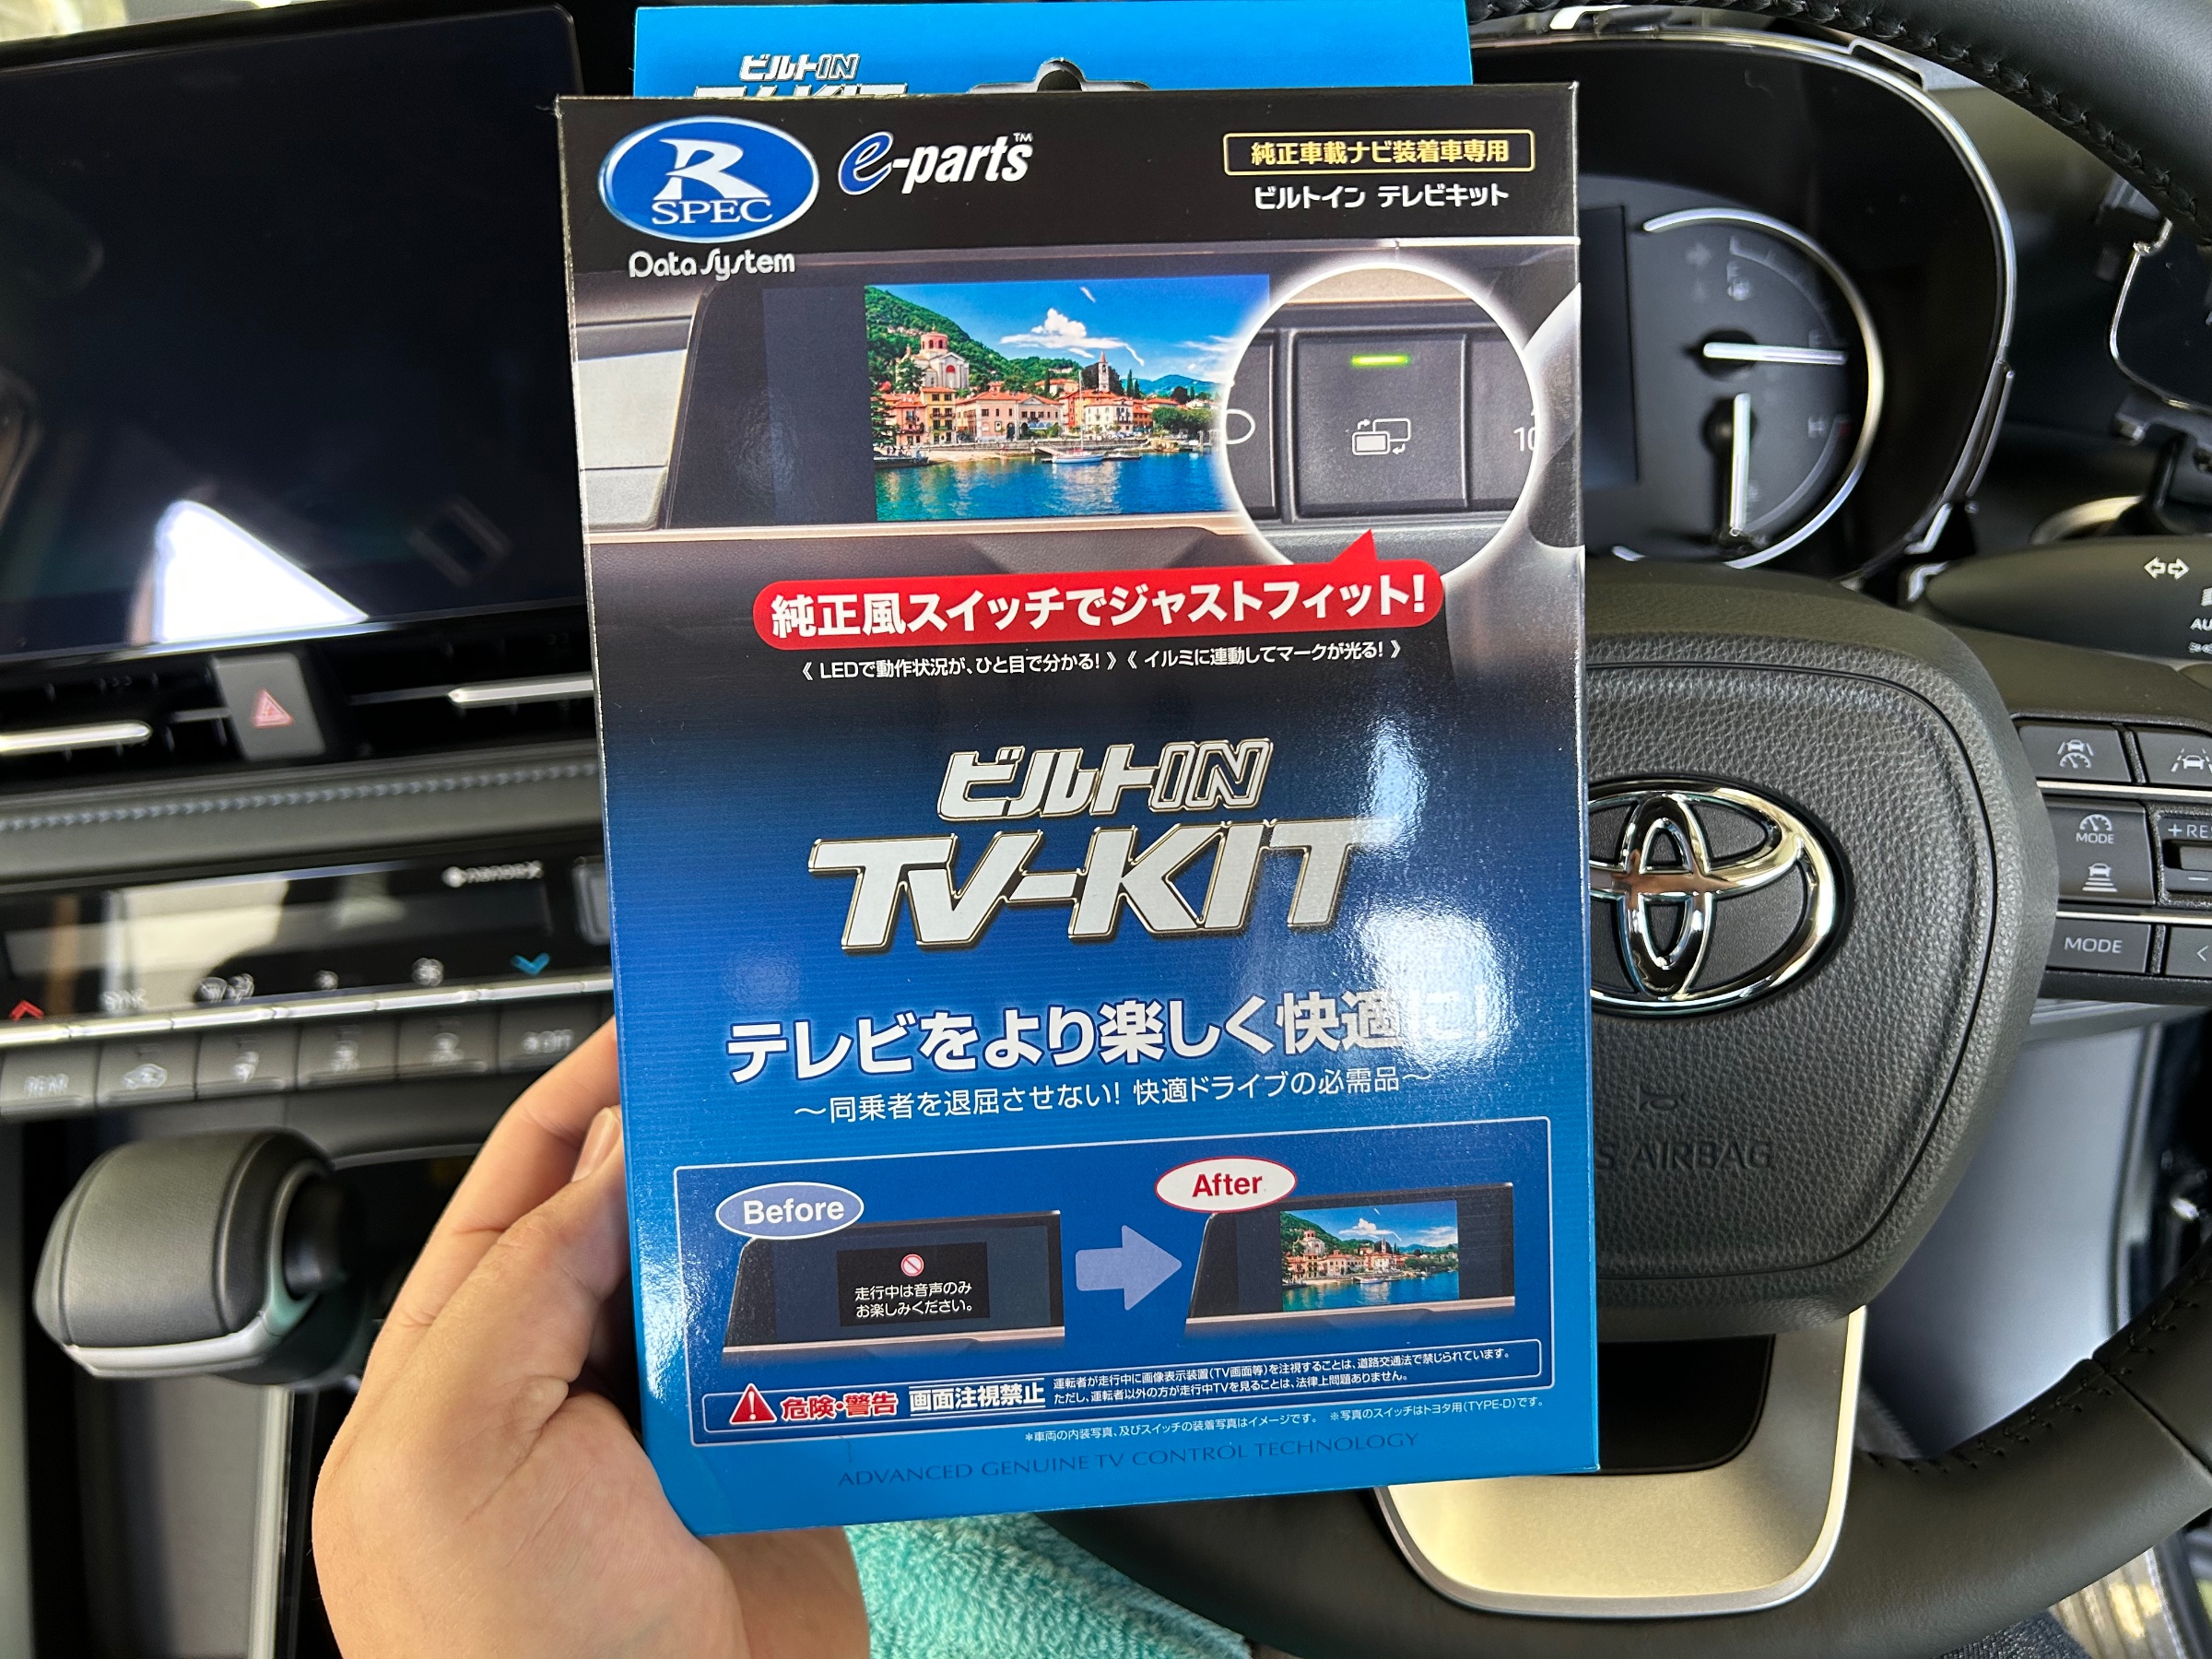 ビルトIN
TV-KIT
R
SPEC
Data System
e-parts™
純正車載ナビ装着車専用
ビルトイン テレビキット
10
純正風スイッチでジャストフィット!
《 LEDで動作状況が、ひと目で分かる! 》《 イルミに連動してマークが光る! 》
ビルトIN
TV-KIT
テレビをより楽しく快適に!
～同乗者を退屈させない! 快適ドライブの必需品～
Before
走行中は音声のみ
お楽しみください。
After
危険・警告 画面注視禁止
運転者が走行中に画像表示装置(TV画面等)を注視することは、道路交通法で禁じられています。
ただし、運転者以外の方が走行中TVを見ることは、法律上問題ありません。
*車両の内装写真、及びスイッチの装着写真はイメージです。 ※写真のスイッチはトヨタ用(TYPE-D)です。
ADVANCED GENUINE TV CONTROL TECHNOLOGY
nanoeX
SYNC
REAR
OFF
AU
MODE
+RE
MODE
S AIRBAG